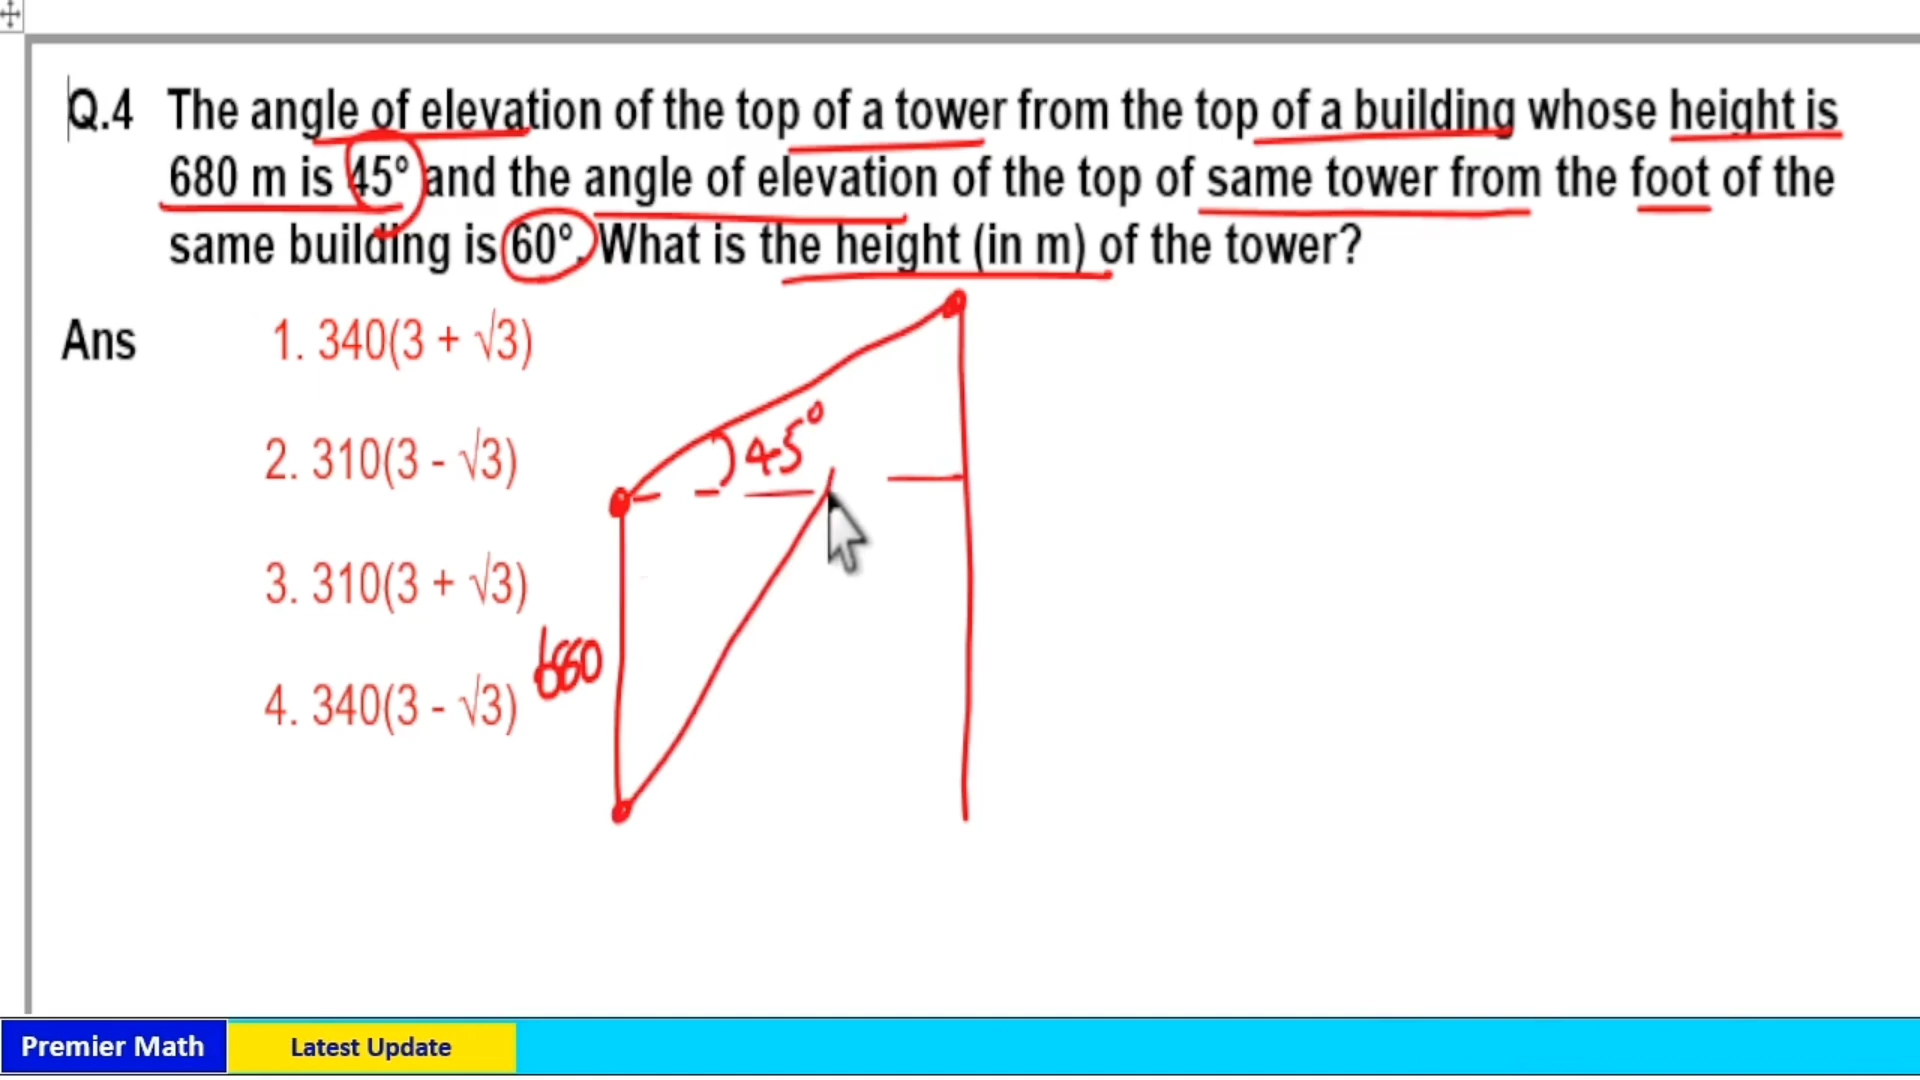 Q.4 The angle of elevation of the top of a tower from the top of a building whose height is
680 m is 45° and the angle of elevation of the top of same tower from the foot of the
same building is 60°. What is the height (in m) of the tower?
Ans
1. 340(3 + √3)
2. 310(3 - √3)
3. 310(3 + √3)
4. 340(3 - √3)
45°
Premier Math
Latest Update